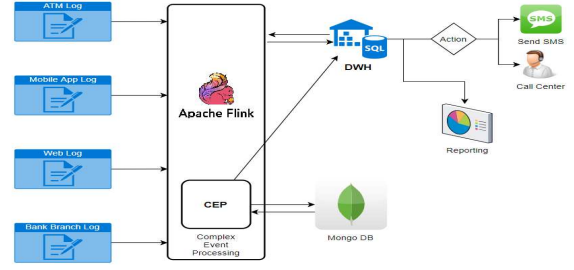 ATM Log
Mobile App Log
Web Log
Bank Branch Log
Apache Flink
CEP
Complex
Event
Processing
SQL
DWH
Mongo DB
Action
SMS
Send SMS
Call Center
Reporting